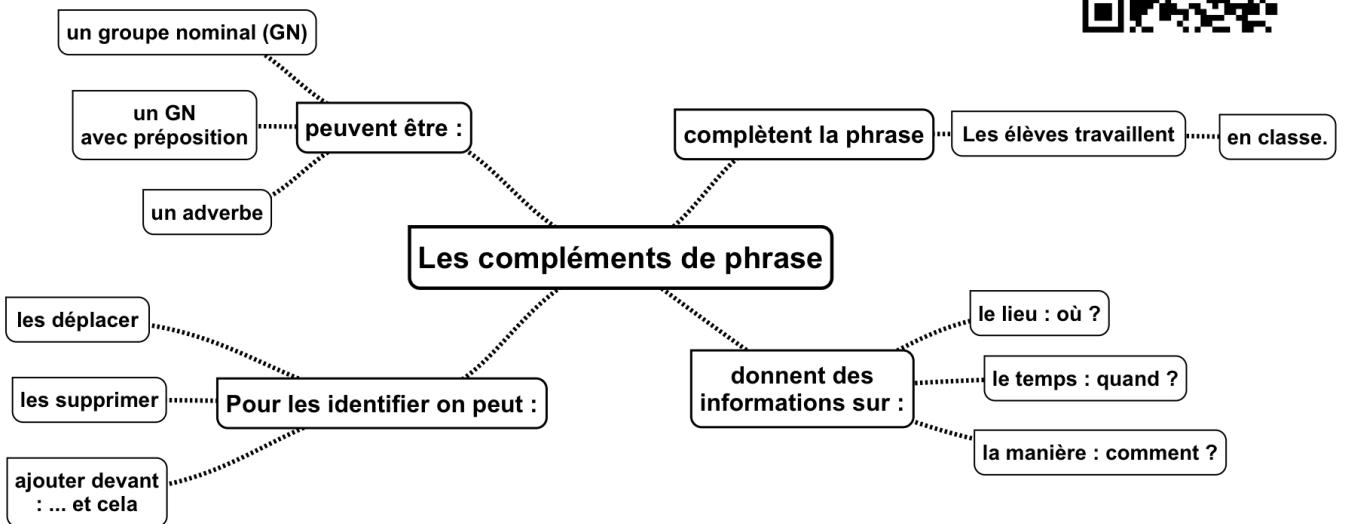 un groupe nominal (GN)
un GN
avec préposition
peuvent être :
un adverbe
complètent la phrase
Les élèves travaillent
en classe.
Les compléments de phrase
les déplacer
les supprimer
Pour les identifier on peut :
ajouter devant
: ... et cela
donnent des
informations sur :
le lieu : où ?
le temps : quand ?
la manière : comment ?